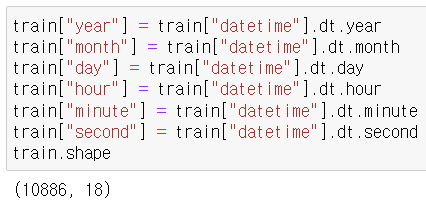 train["year"] = train["datetime"].dt.year
train["month"] = train["datetime"].dt.month
train["day"] = train["datetime"].dt.day
train["hour"] = train["datetime"].dt.hour
train["minute"] = train["datetime"].dt.minute
train["second"] = train["datetime"].dt.second
train.shape
(10886, 18)